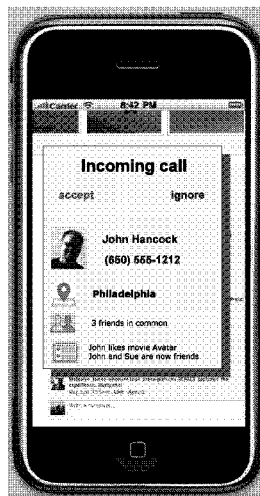 Carrier 8:42 PM
Incoming call
accept ignore
John Hancock
(650) 555-1212
Philadelphia
3 friends in common
John likes movie Avatar
John and Sue are now friends